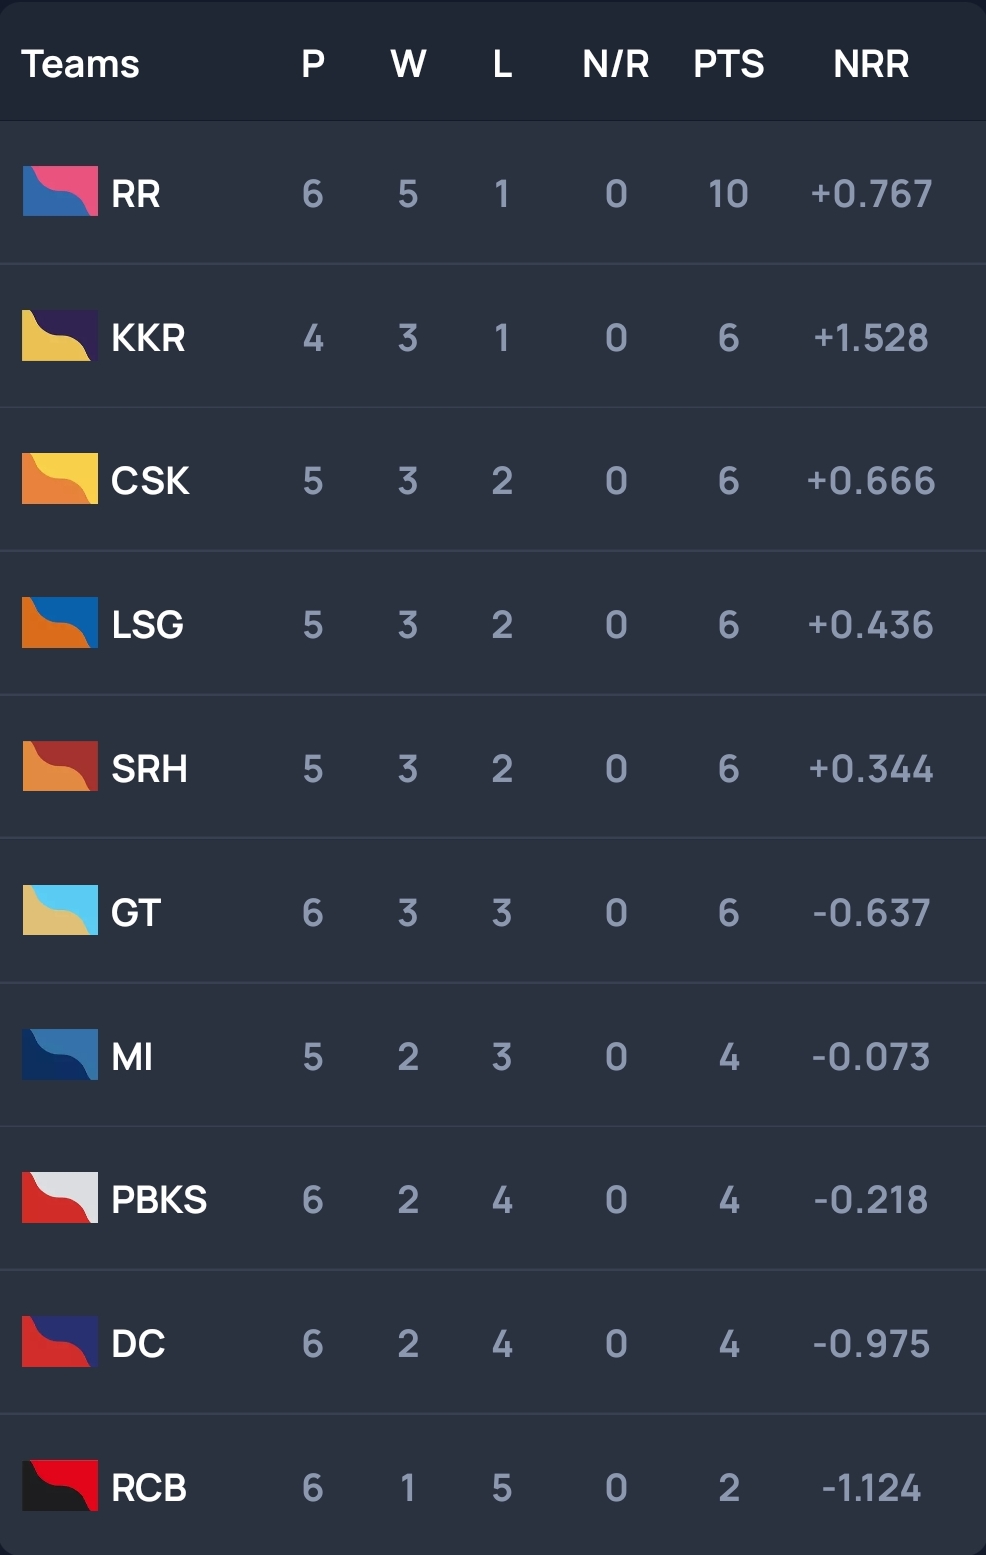 Teams P W L N/R PTS NRR
RR 6 5 1 0 10 +0.767
KKR 4 3 1 0 6 +1.528
CSK 5 3 2 0 6 +0.666
LSG 5 3 2 0 6 +0.436
SRH 5 3 2 0 6 +0.344
GT 6 3 3 0 6 -0.637
MI 5 2 3 0 4 -0.073
PBKS 6 2 4 0 4 -0.218
DC 6 2 4 0 4 -0.975
RCB 6 1 5 0 2 -1.124